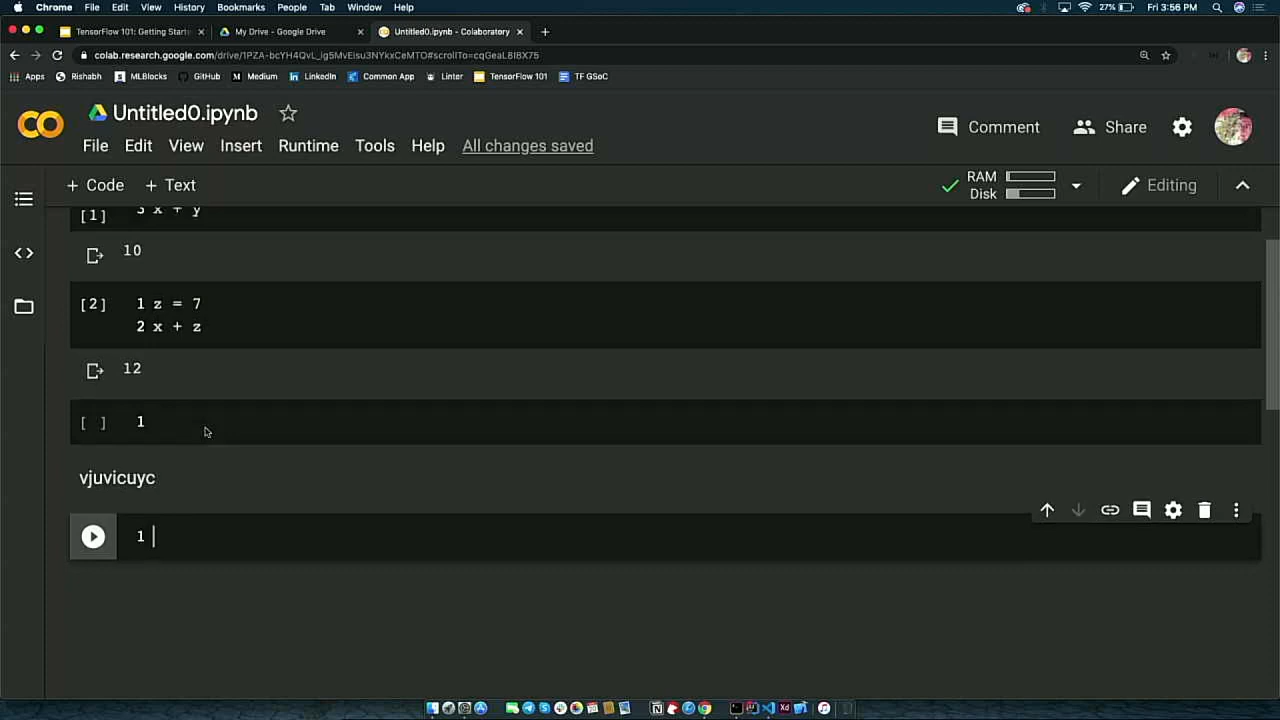 Chrome File Edit View History Bookmarks People Tab Window Help 27% Fri 3:56 PM
TensorFlow 101: Getting Starte My Drive - Google Drive Untitled0.ipynb - Colaboratory
colab.research.google.com/drive/1PZA-bcYH4QvL_ig5MvEisu3NYkxCeMTO#scrollTo=cqGeaL8I8X75
Apps Rishabh MLBlocks GitHub Medium LinkedIn Common App Linter TensorFlow 101 TF GSoC
CO Untitled0.ipynb
Comment Share
File Edit View Insert Runtime Tools Help All changes saved
+ Code + Text RAM Disk Editing
[1] 3 x + y
10
[2] 1 z = 7
2 x + z
12
[ ] 1
vjuvicuyc
1